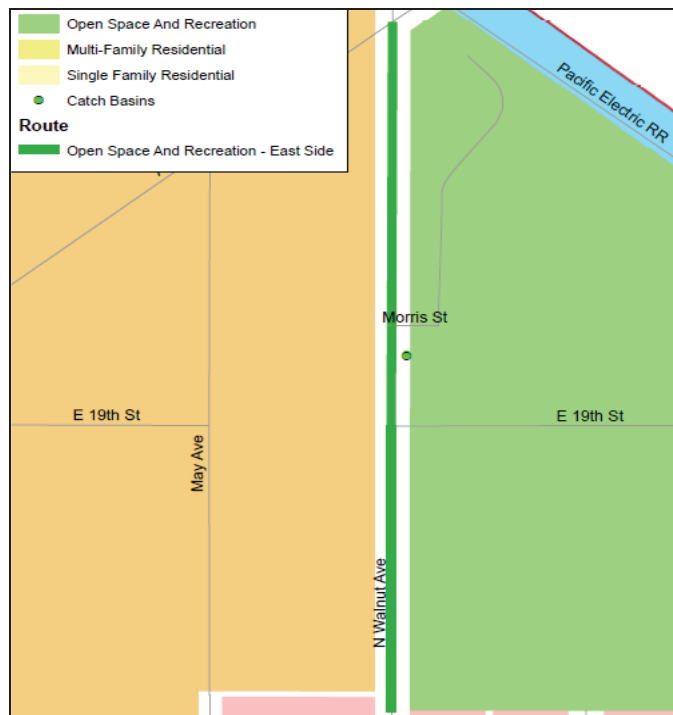 Open Space And Recreation
Multi-Family Residential
Single Family Residential
Catch Basins
Route
Open Space And Recreation - East Side
Pacific Electric RR
Morris St
E 19th St
E 19th St
May Ave
N Walnut Ave